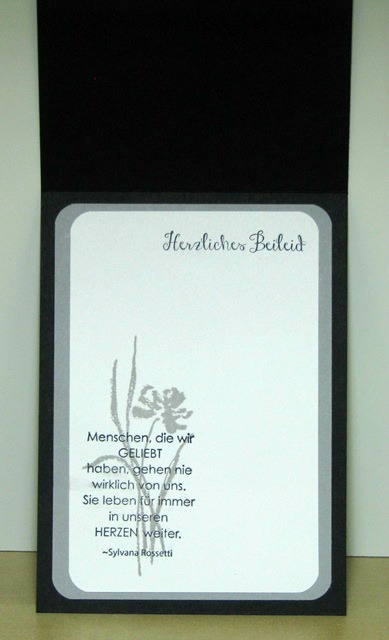 Herzliches Beileid
Menschen, die wir
GELIEBT
haben, gehen nie
wirklich von uns.
Sie leben für immer
in unseren
HERZEN weiter.
~Sylvana Rossetti